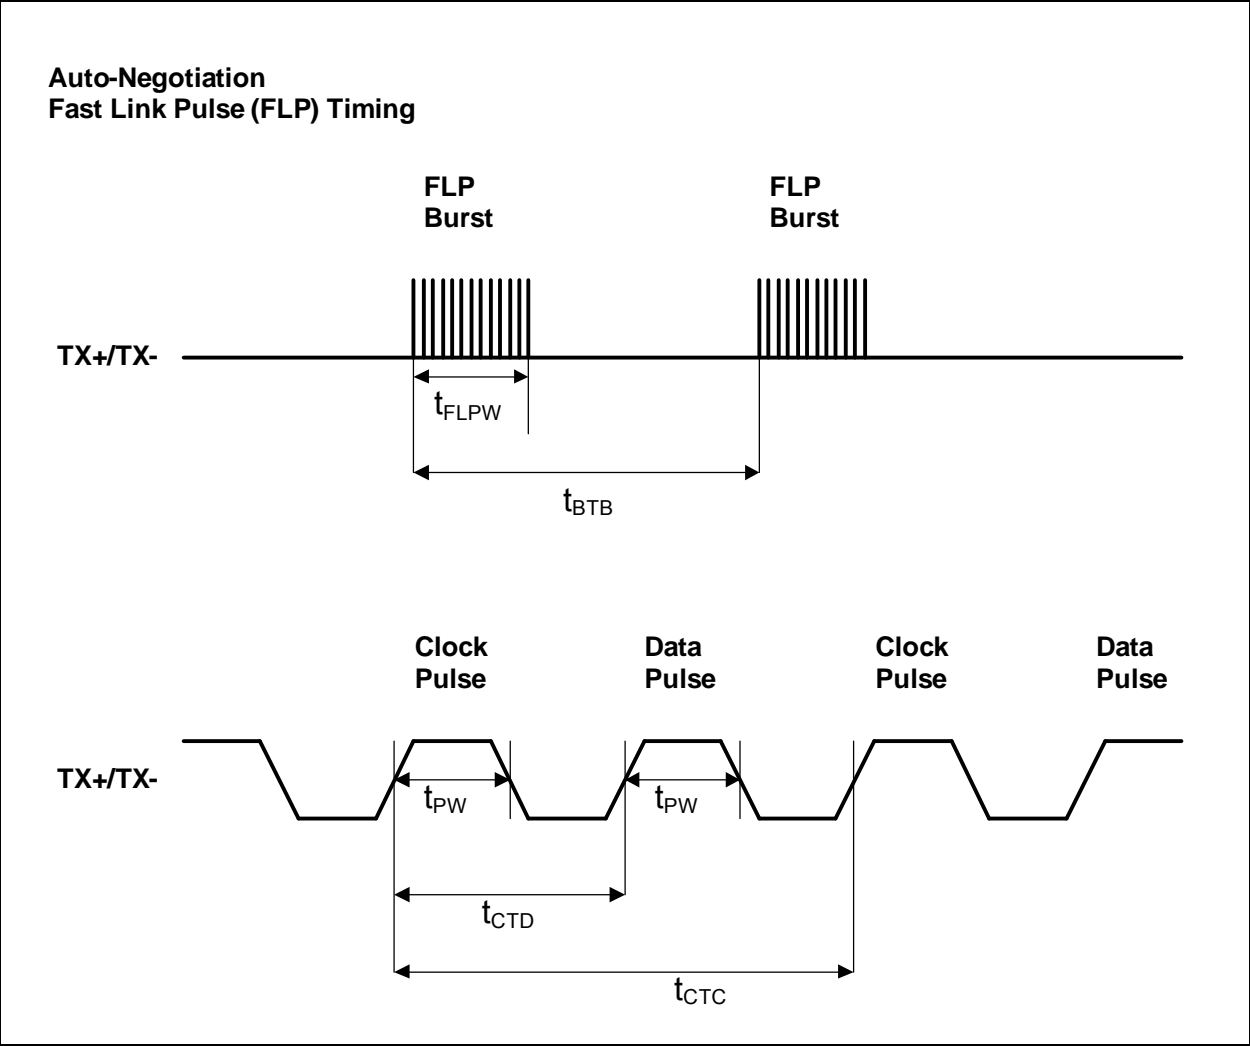 Auto-Negotiation
Fast Link Pulse (FLP) Timing
FLP
Burst
FLP
Burst
TX+/TX-
tFLPW
tBTB
Clock
Pulse
Data
Pulse
Clock
Pulse
Data
Pulse
TX+/TX-
tPW
tPW
tCTD
tCTC